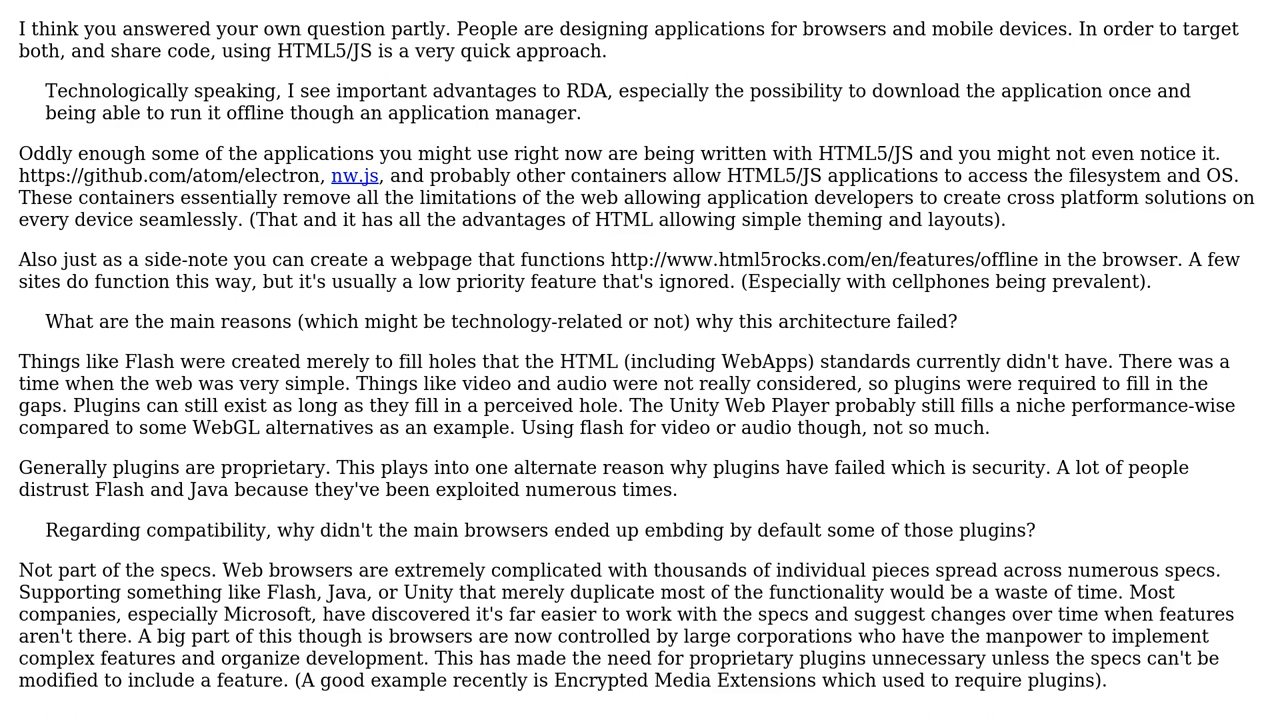 I think you answered your own question partly. People are designing applications for browsers and mobile devices. In order to target
both, and share code, using HTML5/JS is a very quick approach.
Technologically speaking, I see important advantages to RDA, especially the possibility to download the application once and
being able to run it offline though an application manager.
Oddly enough some of the applications you might use right now are being written with HTML5/JS and you might not even notice it.
https://github.com/atom/electron, nw.js, and probably other containers allow HTML5/JS applications to access the filesystem and OS.
These containers essentially remove all the limitations of the web allowing application developers to create cross platform solutions on
every device seamlessly. (That and it has all the advantages of HTML allowing simple theming and layouts).
Also just as a side-note you can create a webpage that functions http://www.html5rocks.com/en/features/offline in the browser. A few
sites do function this way, but it's usually a low priority feature that's ignored. (Especially with cellphones being prevalent).
What are the main reasons (which might be technology-related or not) why this architecture failed?
Things like Flash were created merely to fill holes that the HTML (including WebApps) standards currently didn't have. There was a
time when the web was very simple. Things like video and audio were not really considered, so plugins were required to fill in the
gaps. Plugins can still exist as long as they fill in a perceived hole. The Unity Web Player probably still fills a niche performance-wise
compared to some WebGL alternatives as an example. Using flash for video or audio though, not so much.
Generally plugins are proprietary. This plays into one alternate reason why plugins have failed which is security. A lot of people
distrust Flash and Java because they've been exploited numerous times.
Regarding compatibility, why didn't the main browsers ended up embding by default some of those plugins?
Not part of the specs. Web browsers are extremely complicated with thousands of individual pieces spread across numerous specs.
Supporting something like Flash, Java, or Unity that merely duplicate most of the functionality would be a waste of time. Most
companies, especially Microsoft, have discovered it's far easier to work with the specs and suggest changes over time when features
aren't there. A big part of this though is browsers are now controlled by large corporations who have the manpower to implement
complex features and organize development. This has made the need for proprietary plugins unnecessary unless the specs can't be
modified to include a feature. (A good example recently is Encrypted Media Extensions which used to require plugins).